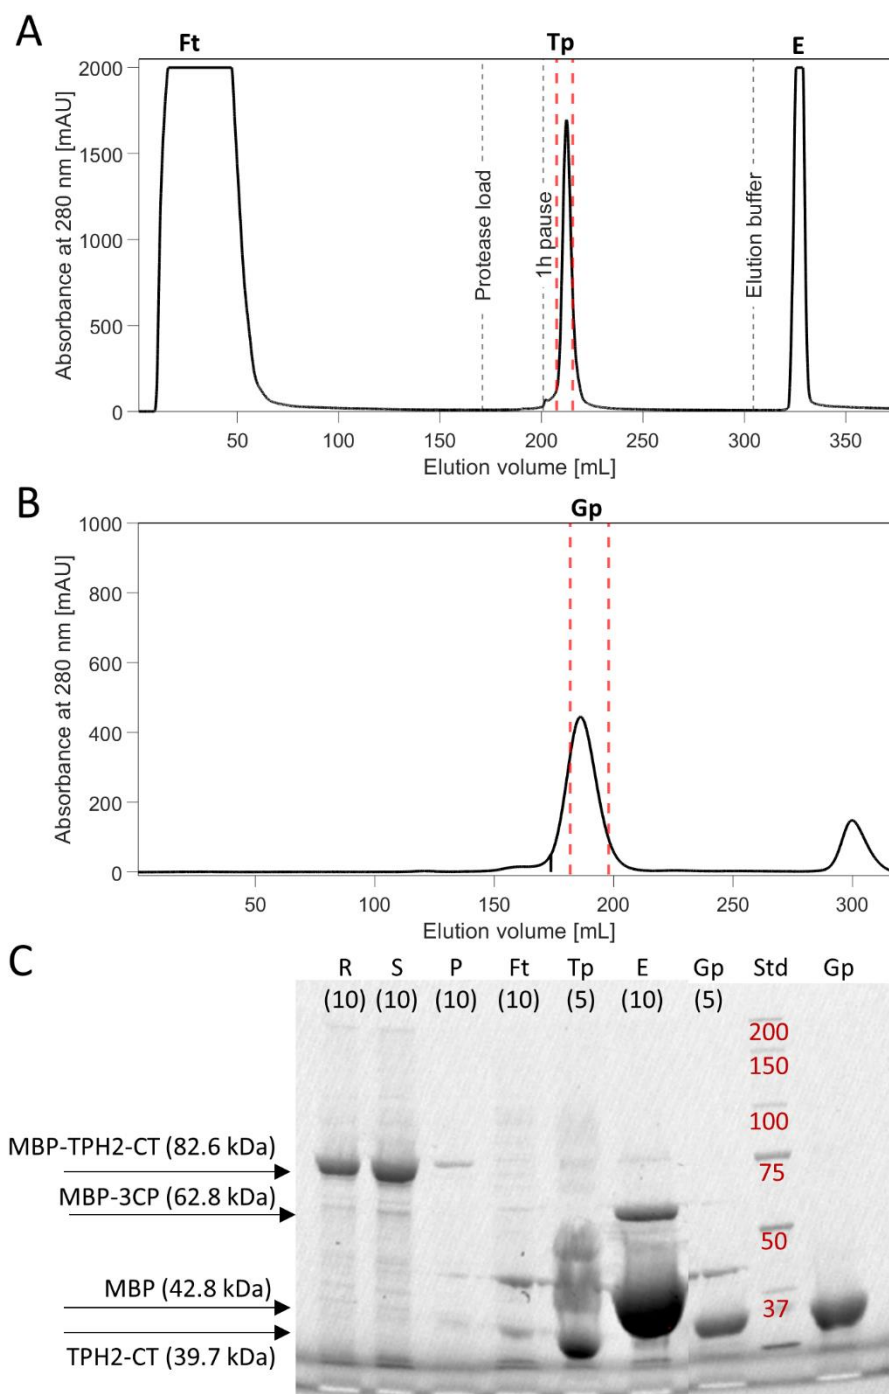 A
Ft
Tp
E
2000
1500
1000
500
0
Absorbance at 280 nm [mAU]
Protease load
1h pause
Elution buffer
50
100
150
200
250
300
350
Elution volume [mL]
B
Gp
1000
800
600
400
200
0
Absorbance at 280 nm [mAU]
50
100
150
200
250
300
Elution volume [mL]
C
R S P Ft Tp E Gp Std Gp
(10) (10) (10) (10) (5) (10) (5)
200
150
100
MBP-TPH2-CT (82.6 kDa)
75
MBP-3CP (62.8 kDa)
50
MBP (42.8 kDa)
37
TPH2-CT (39.7 kDa)